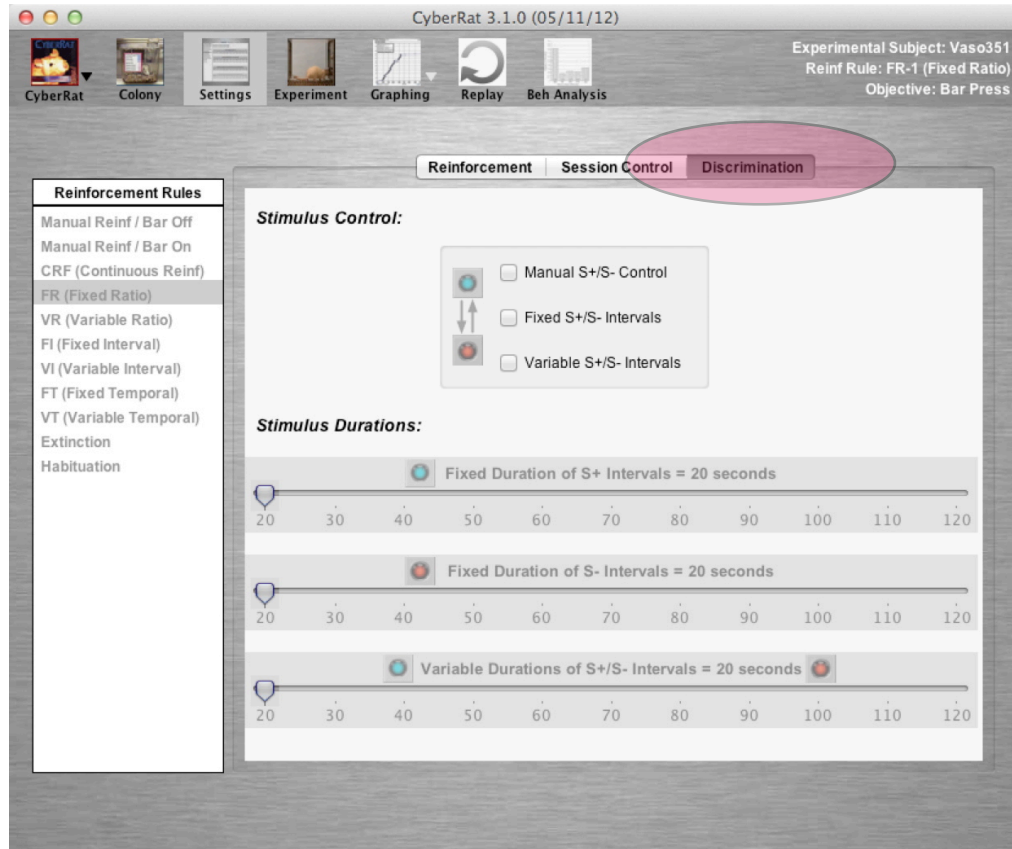 CyberRat 3.1.0 (05/11/12)
CYBERRAT
CyberRat
Colony
Settings
Experiment
Graphing
Replay
Beh Analysis
Experimental Subject: Vaso351
Reinf Rule: FR-1 (Fixed Ratio)
Objective: Bar Press
Reinforcement
Session Control
Discrimination
Reinforcement Rules
Manual Reinf / Bar Off
Manual Reinf / Bar On
CRF (Continuous Reinf)
FR (Fixed Ratio)
VR (Variable Ratio)
FI (Fixed Interval)
VI (Variable Interval)
FT (Fixed Temporal)
VT (Variable Temporal)
Extinction
Habituation
Stimulus Control:
Manual S+/S- Control
Fixed S+/S- Intervals
Variable S+/S- Intervals
Stimulus Durations:
Fixed Duration of S+ Intervals = 20 seconds
20 30 40 50 60 70 80 90 100 110 120
Fixed Duration of S- Intervals = 20 seconds
20 30 40 50 60 70 80 90 100 110 120
Variable Durations of S+/S- Intervals = 20 seconds
20 30 40 50 60 70 80 90 100 110 120